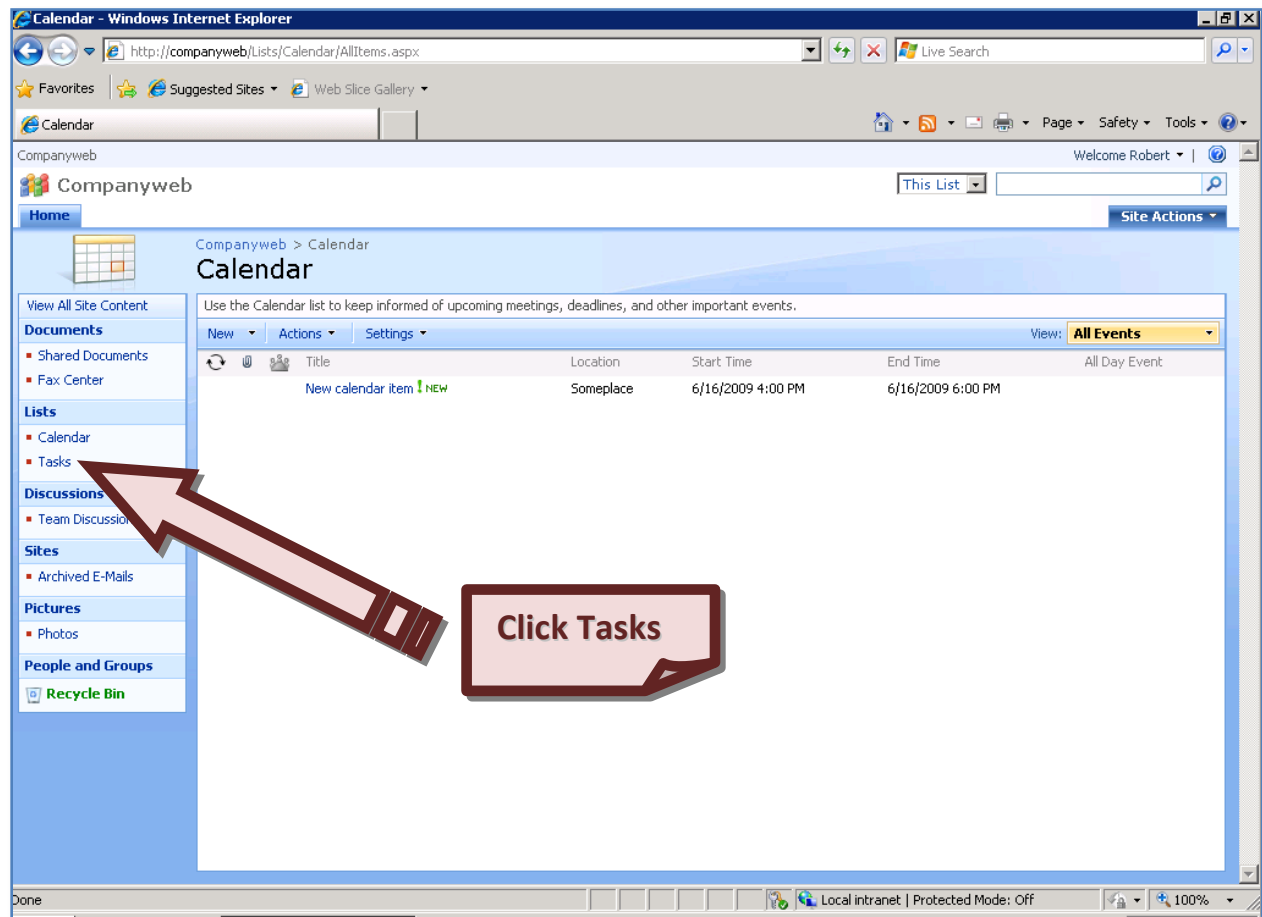 Calendar - Windows Internet Explorer
http://companyweb/Lists/Calendar/AllItems.aspx
Live Search
Favorites Suggested Sites Web Slice Gallery
Calendar
Page Safety Tools
Companyweb
Welcome Robert |
Companyweb
This List
Home
Site Actions
Companyweb > Calendar
Calendar
View All Site Content
Use the Calendar list to keep informed of upcoming meetings, deadlines, and other important events.
Documents
New Actions Settings
View: All Events
Shared Documents
Title Location Start Time End Time All Day Event
Fax Center
New calendar item ! NEW Someplace 6/16/2009 4:00 PM 6/16/2009 6:00 PM
Lists
Calendar
Tasks
Discussions
Team Discussion
Sites
Archived E-Mails
Pictures
Photos
People and Groups
Recycle Bin
Click Tasks
Done
Local intranet | Protected Mode: Off
100%